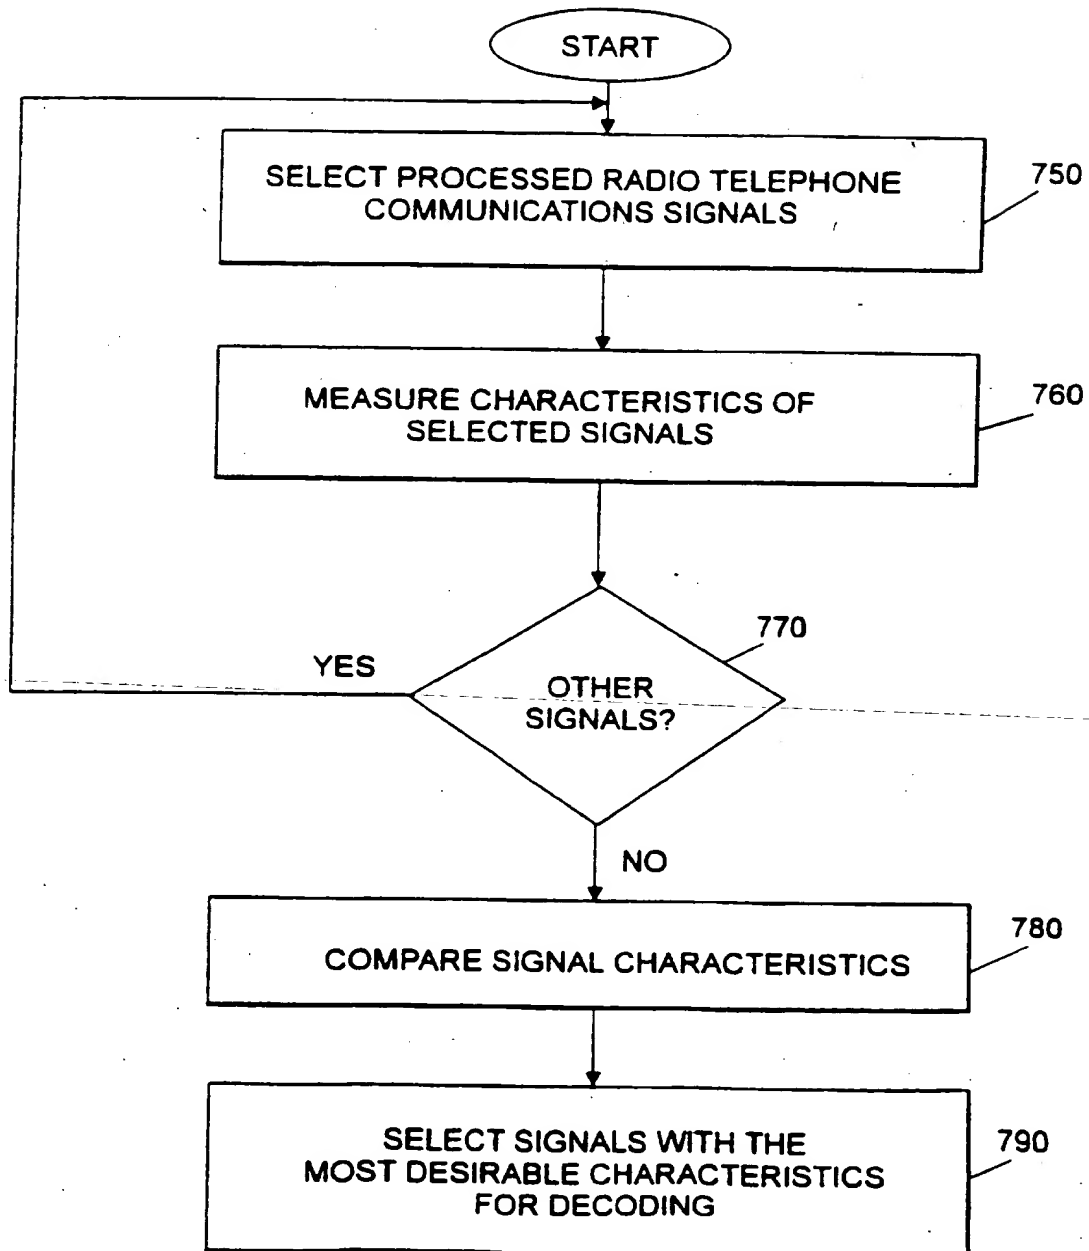 START
SELECT PROCESSED RADIO TELEPHONE
COMMUNICATIONS SIGNALS
750
MEASURE CHARACTERISTICS OF
SELECTED SIGNALS
760
770
YES
OTHER
SIGNALS?
NO
COMPARE SIGNAL CHARACTERISTICS
780
SELECT SIGNALS WITH THE
MOST DESIRABLE CHARACTERISTICS
FOR DECODING
790